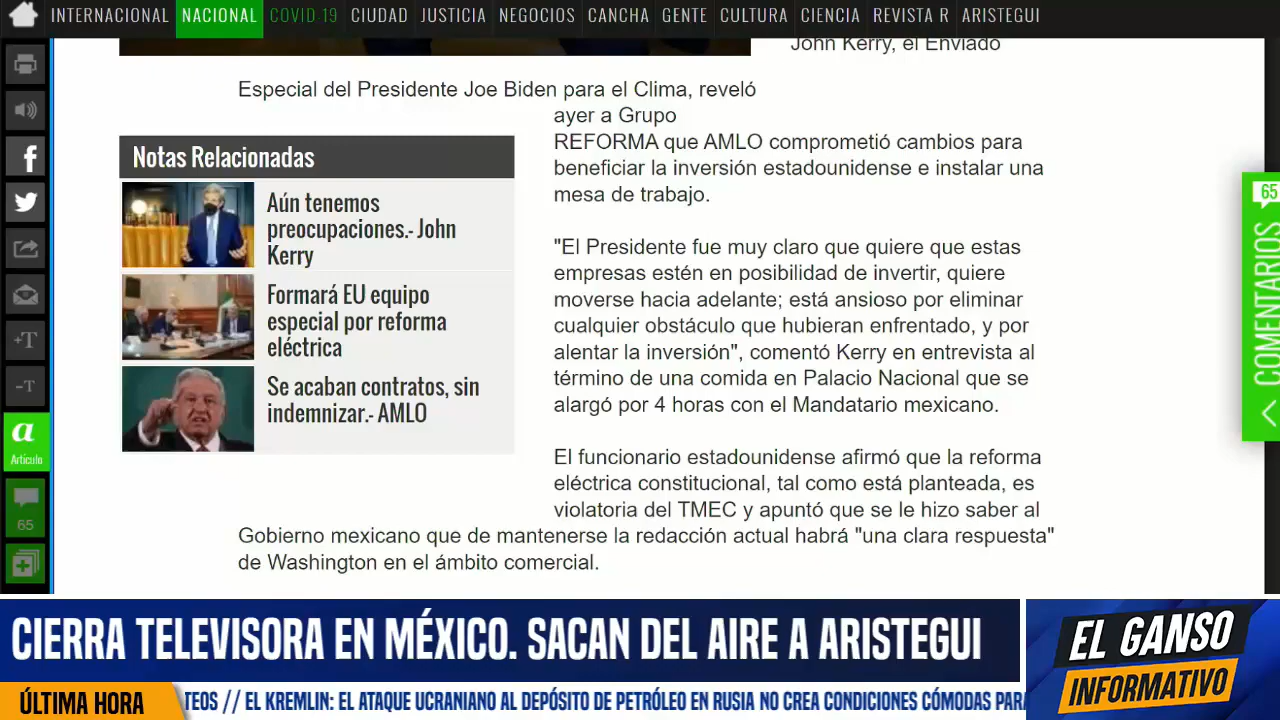 INTERNACIONAL NACIONAL COVID 19 CIUDAD JUSTICIA NEGOCIOS CANCHA GENTE CULTURA CIENCIA REVISTA R ARISTEGUI
John Kerry, el Enviado
Especial del Presidente Joe Biden para el Clima, reveló
ayer a Grupo
REFORMA que AMLO comprometió cambios para
beneficiar la inversión estadounidense e instalar una
mesa de trabajo.
"El Presidente fue muy claro que quiere que estas
empresas estén en posibilidad de invertir, quiere
moverse hacia adelante; está ansioso por eliminar
cualquier obstáculo que hubieran enfrentado, y por
alentar la inversión", comentó Kerry en entrevista al
término de una comida en Palacio Nacional que se
alargó por 4 horas con el Mandatario mexicano.
El funcionario estadounidense afirmó que la reforma
eléctrica constitucional, tal como está planteada, es
violatoria del TMEC y apuntó que se le hizo saber al
Gobierno mexicano que de mantenerse la redacción actual habrá "una clara respuesta"
de Washington en el ámbito comercial.
Notas Relacionadas
Aún tenemos
preocupaciones.- John
Kerry
Formará EU equipo
especial por reforma
eléctrica
Se acaban contratos, sin
indemnizar.- AMLO
+T
-T
a
Artículo
65
65
COMENTARIOS
CIERRA TELEVISORA EN MÉXICO. SACAN DEL AIRE A ARISTEGUI
EL GANSO
INFORMATIVO
ÚLTIMA HORA
TEOS // EL KREMLIN: EL ATAQUE UCRANIANO AL DEPÓSITO DE PETRÓLEO EN RUSIA NO CREA CONDICIONES CÓMODAS PARA